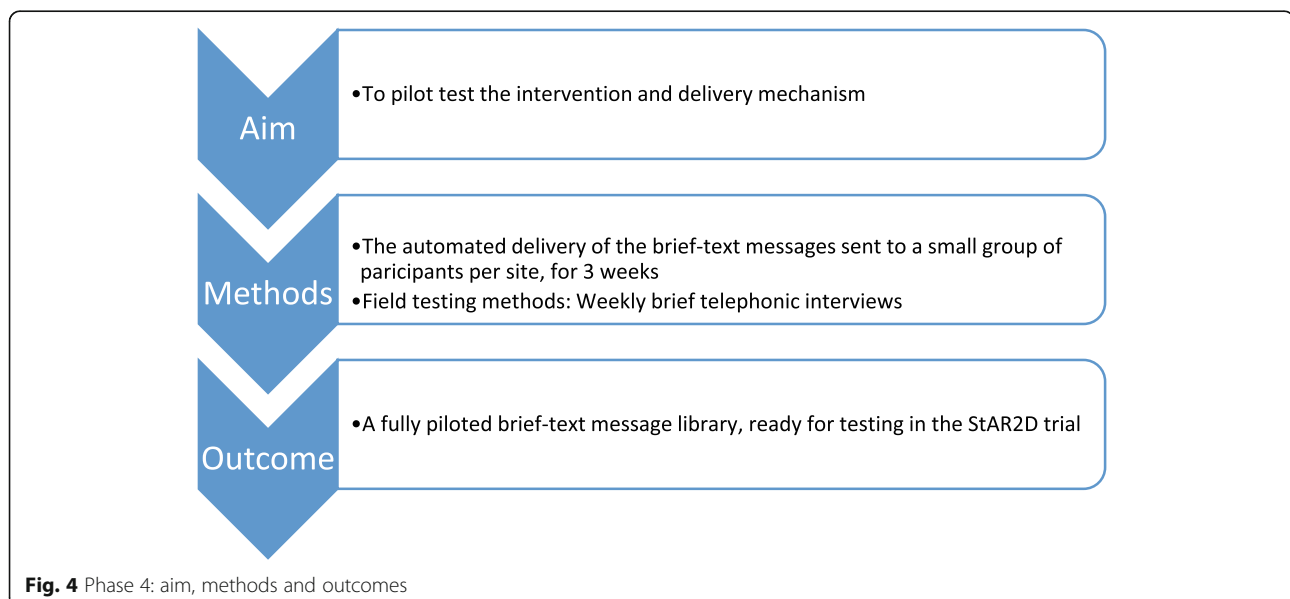 Aim
•To pilot test the intervention and delivery mechanism
Methods
•The automated delivery of the brief-text messages sent to a small group of
paricipants per site, for 3 weeks
•Field testing methods: Weekly brief telephonic interviews
Outcome
•A fully piloted brief-text message library, ready for testing in the StAR2D trial
Fig. 4 Phase 4: aim, methods and outcomes